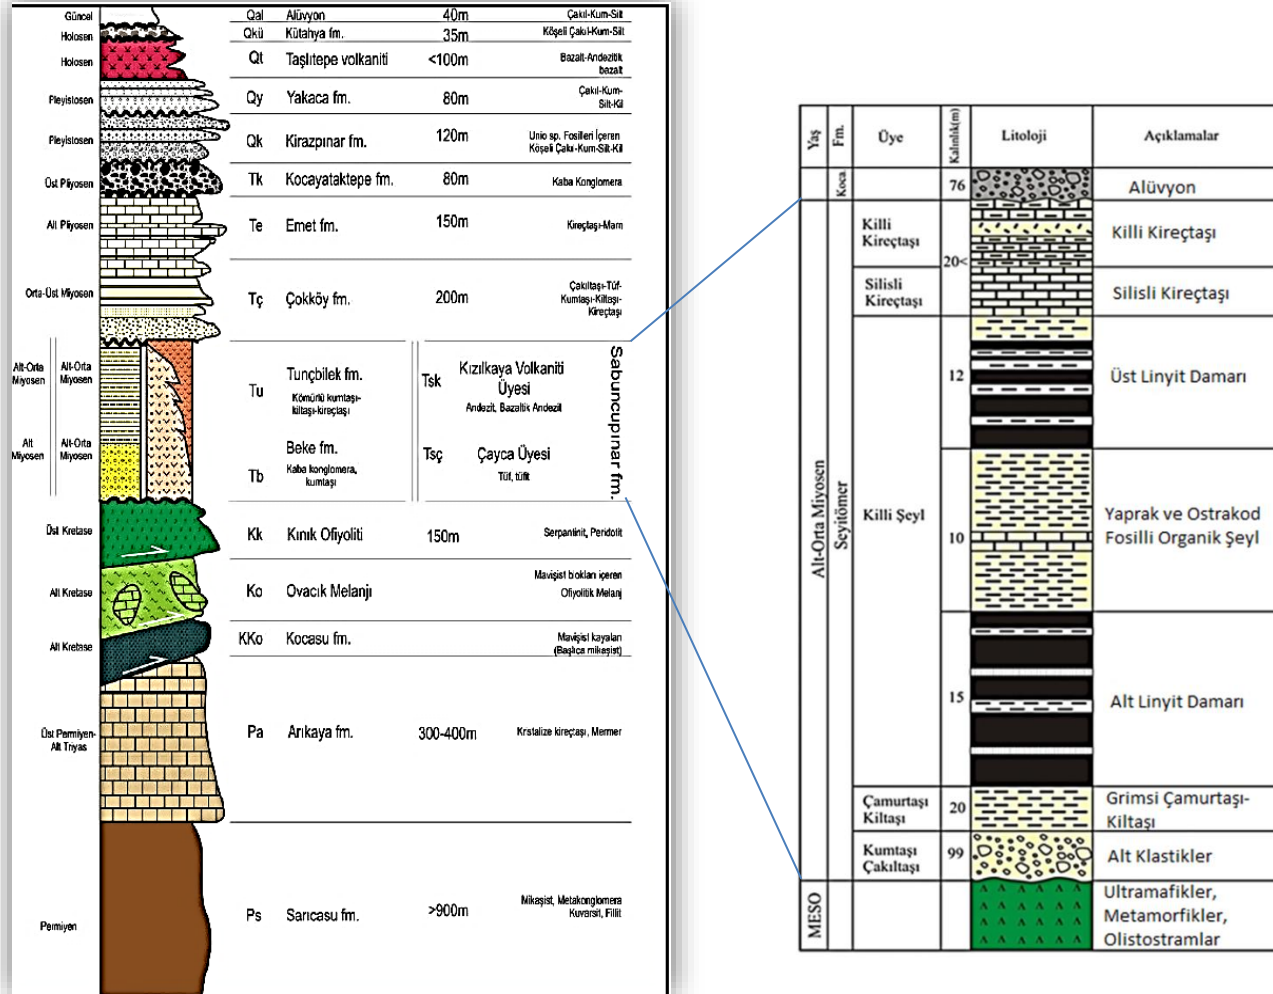 Güncel
Qal
Alüvyon
40m
Çakıl-Kum-Silt
Holosen
Qkü
Kütahya fm.
35m
Köşeli Çakıl-Kum-Silt
Holosen
Qt
Taşlıtepe volkaniti
<100m
Bazalt-Andezitik
bazalt
Pleyistosen
Qy
Yakaca fm.
80m
Çakıl-Kum-
Silt-Kil
Pleyistosen
Qk
Kirazpınar fm.
120m
Unio sp. Fosilleri İçeren
Köşeli Çakıl-Kum-Silt-Kil
Üst Pliyosen
Tk
Kocayataktepe fm.
80m
Kaba Konglomera
Alt Pliyosen
Te
Emet fm.
150m
Kireçtaşı-Marn
Orta-Üst Miyosen
Tç
Çokköy fm.
200m
Çakıltaşı-Tüf-
Kumtaşı-Kiltaşı-
Kireçtaşı
Alt-Orta
Miyosen
Alt-Orta
Miyosen
Tu
Tunçbilek fm.
Kömürlü kumtaşı-
kiltaşı-kireçtaşı
Tsk
Kızılkaya Volkaniti
Üyesi
Andezit, Bazaltik Andezit
Alt
Miyosen
Alt-Orta
Miyosen
Tb
Beke fm.
Kaba konglomera,
kumtaşı
Tsç
Çayca Üyesi
Tüf, tüfit
Sabuncupınar fm.
Üst Kretase
Kk
Kınık Ofiyoliti
150m
Serpantinit, Peridotit
Alt Kretase
Ko
Ovacık Melanjı
Mavişist blokları içeren
Ofiyolitik Melanj
Alt Kretase
KKo
Kocasu fm.
Mavişist kayaları
(Başlıca mikaşist)
Üst Permiyen-
Alt Triyas
Pa
Arıkaya fm.
300-400m
Kristalize kireçtaşı, Mermer
Permiyen
Ps
Sarıcasu fm.
>900m
Mikaşist, Metakonglomera
Kuvarsit, Fillit
Yaş
Fm.
Üye
Kalınlık(m)
Litoloji
Açıklamalar
Koca.
76
Alüvyon
Alt-Orta Miyosen
Seyitömer
Killi
Kireçtaşı
20<
Killi Kireçtaşı
Silisli
Kireçtaşı
Silisli Kireçtaşı
Killi Şeyl
12
Üst Linyit Damarı
10
Yaprak ve Ostrakod
Fosilli Organik Şeyl
15
Alt Linyit Damarı
Çamurtaşı
Kiltaşı
20
Grimsi Çamurtaşı-
Kiltaşı
Kumtaşı
Çakıltaşı
99
Alt Klastikler
MESO
Ultramafikler,
Metamorfikler,
Olistostramlar